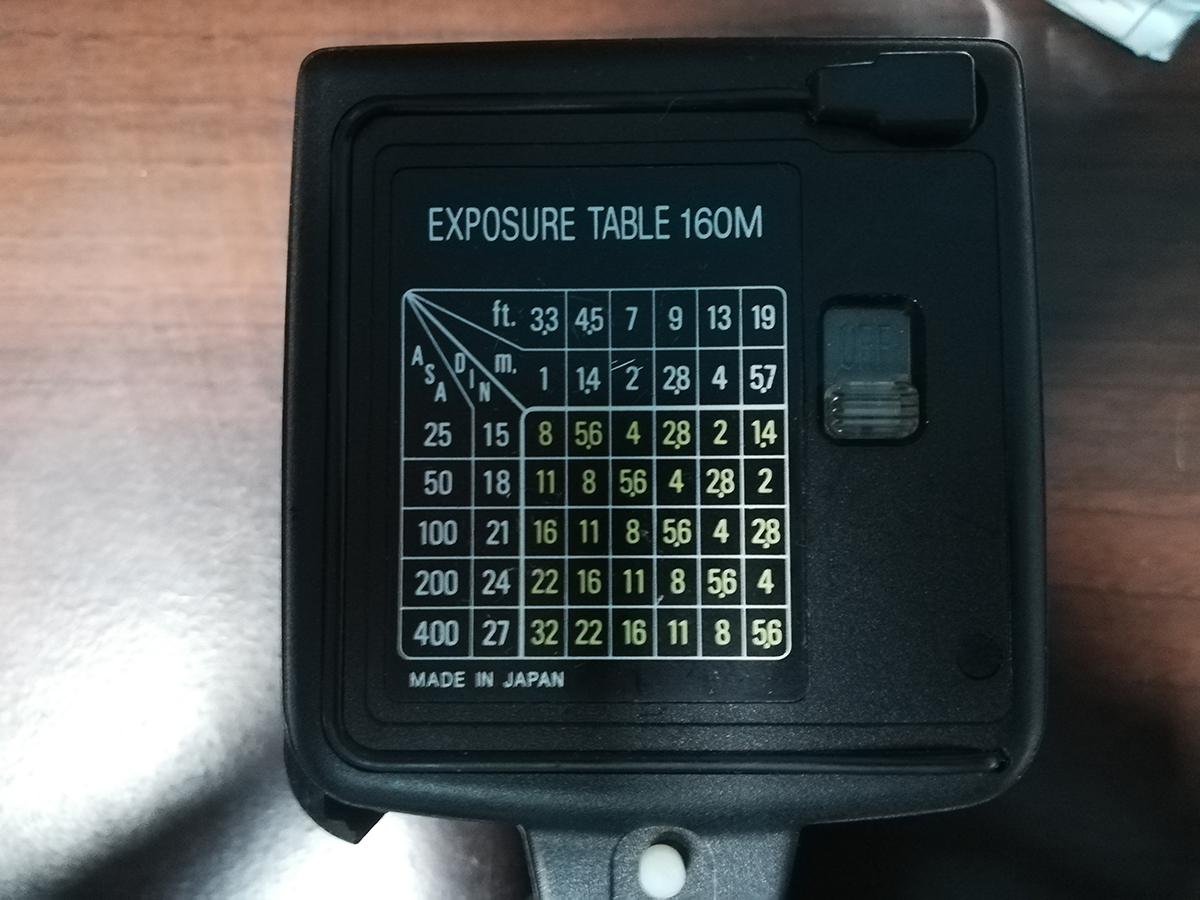 EXPOSURE TABLE 160M
ft. 3,3 4,5 7 9 13 19
ASA DIN m. 1 1,4 2 2,8 4 5,7
25 15 8 5,6 4 2,8 2 1,4
50 18 11 8 5,6 4 2,8 2
100 21 16 11 8 5,6 4 2,8
200 24 22 16 11 8 5,6 4
400 27 32 22 16 11 8 5,6
MADE IN JAPAN
OFF